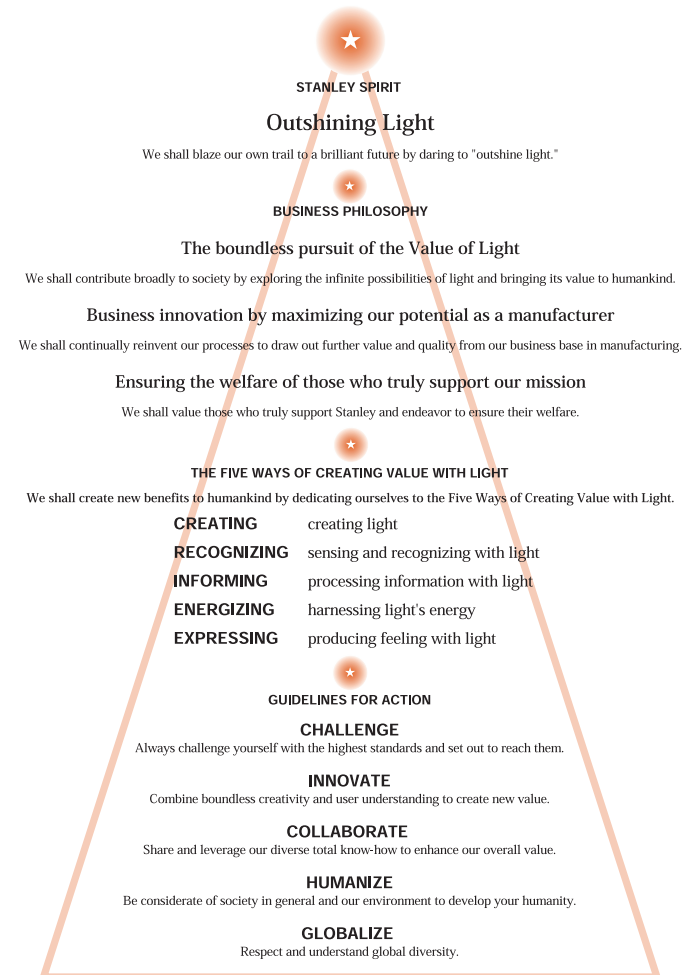 STANLEY SPIRIT
Outshining Light
We shall blaze our own trail to a brilliant future by daring to "outshine light."
BUSINESS PHILOSOPHY
The boundless pursuit of the Value of Light
We shall contribute broadly to society by exploring the infinite possibilities of light and bringing its value to humankind.
Business innovation by maximizing our potential as a manufacturer
We shall continually reinvent our processes to draw out further value and quality from our business base in manufacturing.
Ensuring the welfare of those who truly support our mission
We shall value those who truly support Stanley and endeavor to ensure their welfare.
THE FIVE WAYS OF CREATING VALUE WITH LIGHT
We shall create new benefits to humankind by dedicating ourselves to the Five Ways of Creating Value with Light.
CREATING creating light
RECOGNIZING sensing and recognizing with light
INFORMING processing information with light
ENERGIZING harnessing light's energy
EXPRESSING producing feeling with light
GUIDELINES FOR ACTION
CHALLENGE
Always challenge yourself with the highest standards and set out to reach them.
INNOVATE
Combine boundless creativity and user understanding to create new value.
COLLABORATE
Share and leverage our diverse total know-how to enhance our overall value.
HUMANIZE
Be considerate of society in general and our environment to develop your humanity.
GLOBALIZE
Respect and understand global diversity.